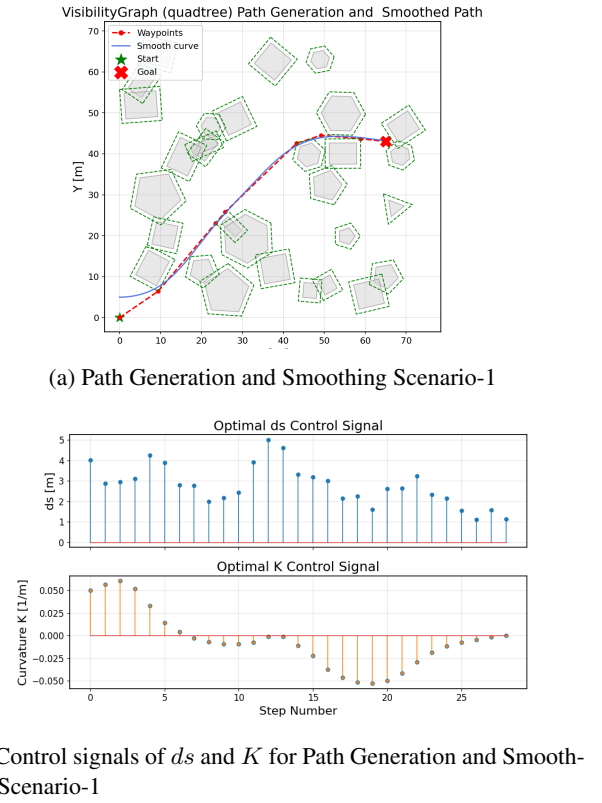 VisibilityGraph (quadtree) Path Generation and Smoothed Path
Waypoints
Smooth curve
Start
Goal
Y [m]
70
60
50
40
30
20
10
0
0 10 20 30 40 50 60 70
(a) Path Generation and Smoothing Scenario-1
Optimal ds Control Signal
ds [m]
5
4
3
2
1
0
Optimal K Control Signal
Curvature K [1/m]
0.050
0.025
0.000
−0.025
−0.050
0 5 10 15 20 25
Step Number
Control signals of ds and K for Path Generation and Smooth-
Scenario-1